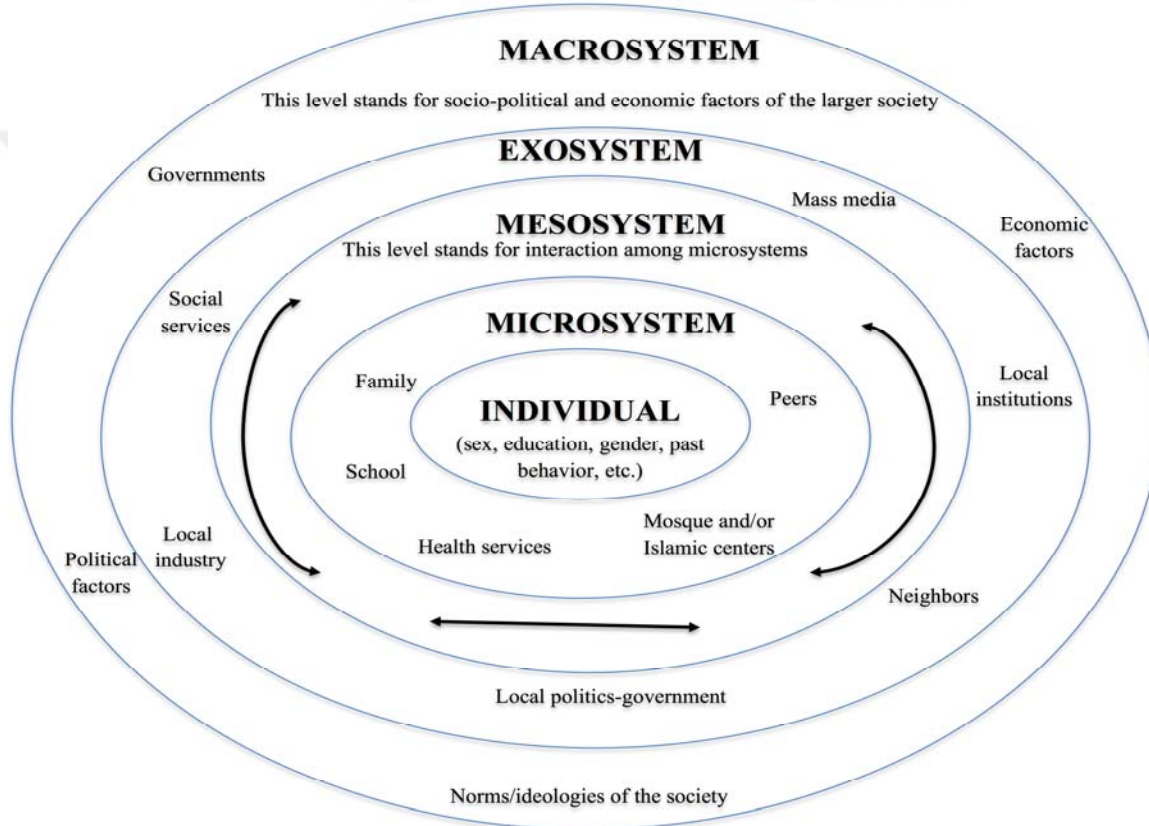 MACROSYSTEM
This level stands for socio-political and economic factors of the larger society
EXOSYSTEM
Governments
Mass media
MESOSYSTEM
Economic
factors
This level stands for interaction among microsystems
Social
services
MICROSYSTEM
Family
Peers
Local
institutions
INDIVIDUAL
(sex, education, gender, past
behavior, etc.)
School
Mosque and/or
Islamic centers
Health services
Local
industry
Political
factors
Neighbors
Local politics-government
Norms/ideologies of the society